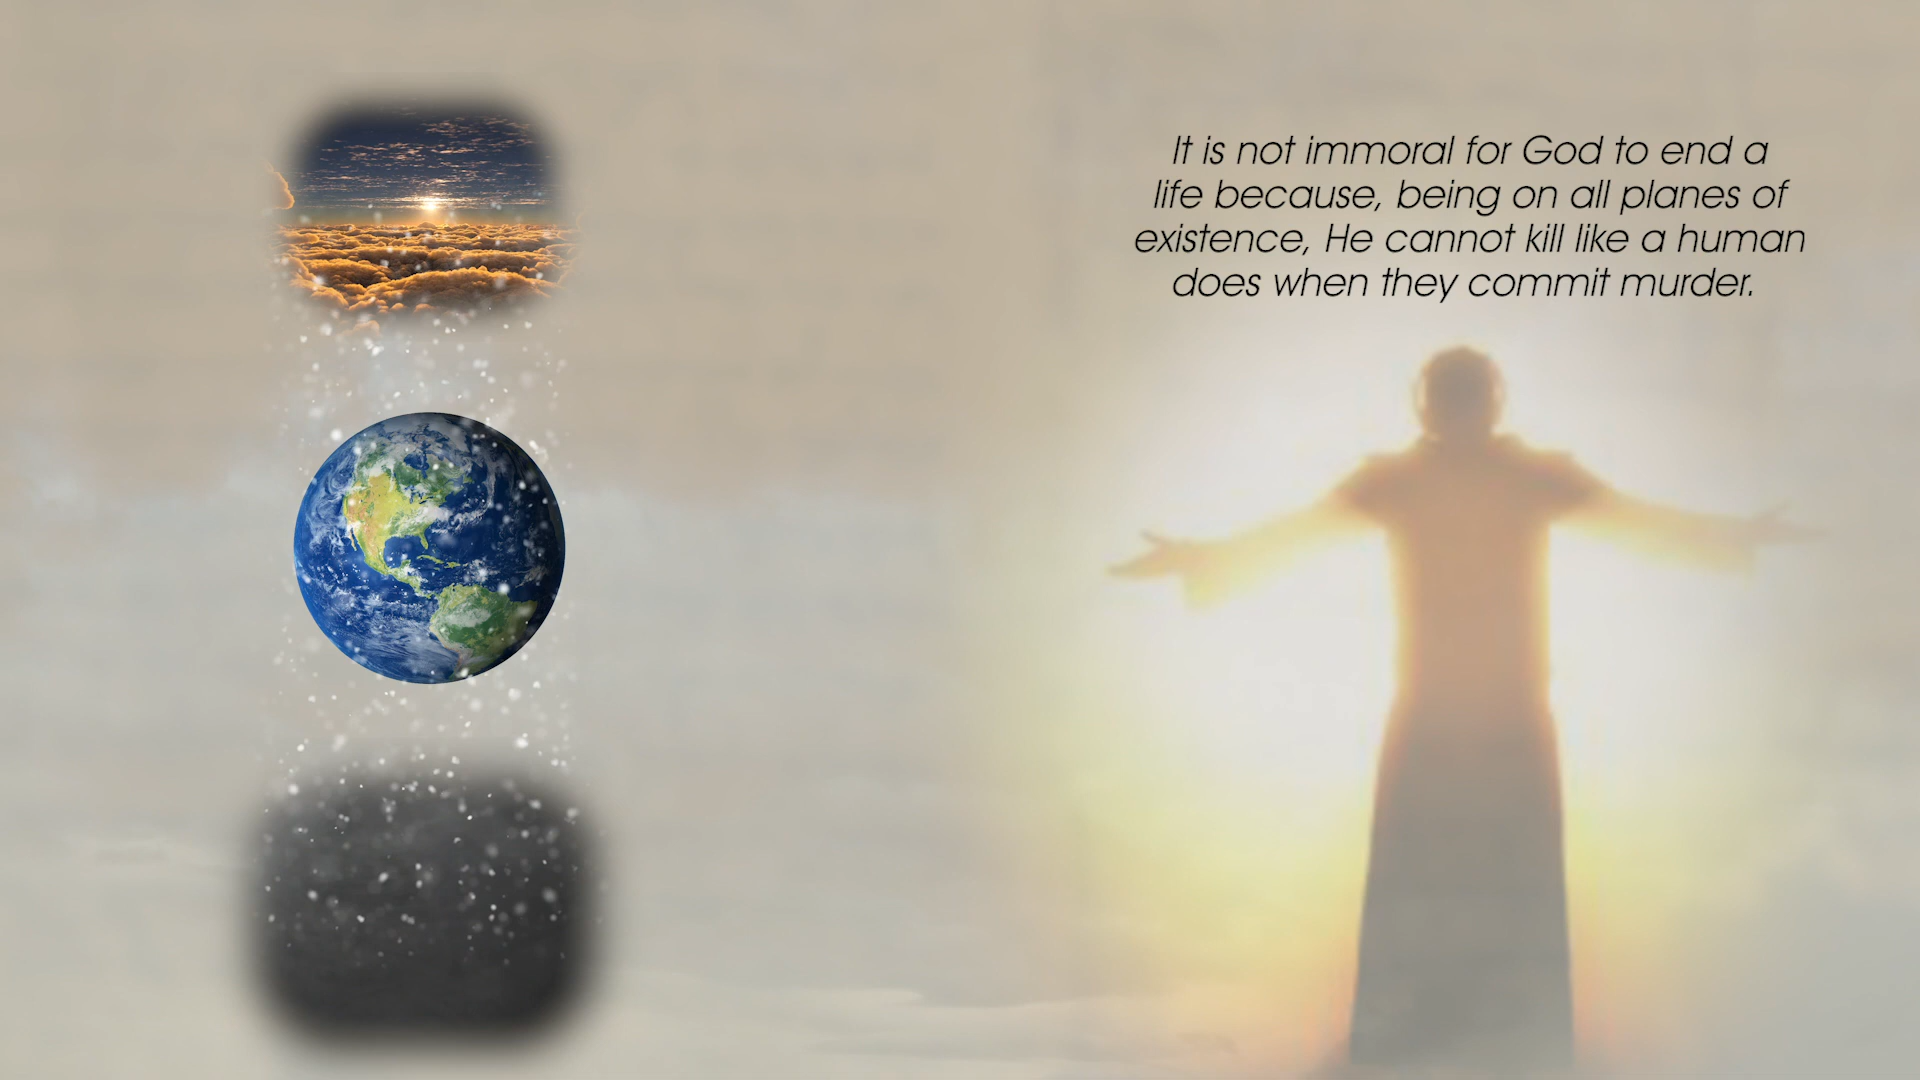 It is not immoral for God to end a
life because, being on all planes of
existence, He cannot kill like a human
does when they commit murder.